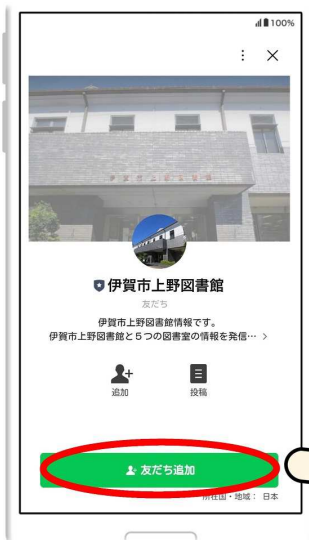 100%
伊賀市上野図書館
友だち
伊賀市上野図書館情報です。
伊賀市上野図書館と５つの図書室の情報を発信…
追加
投稿
友だち追加
所在国・地域： 日本